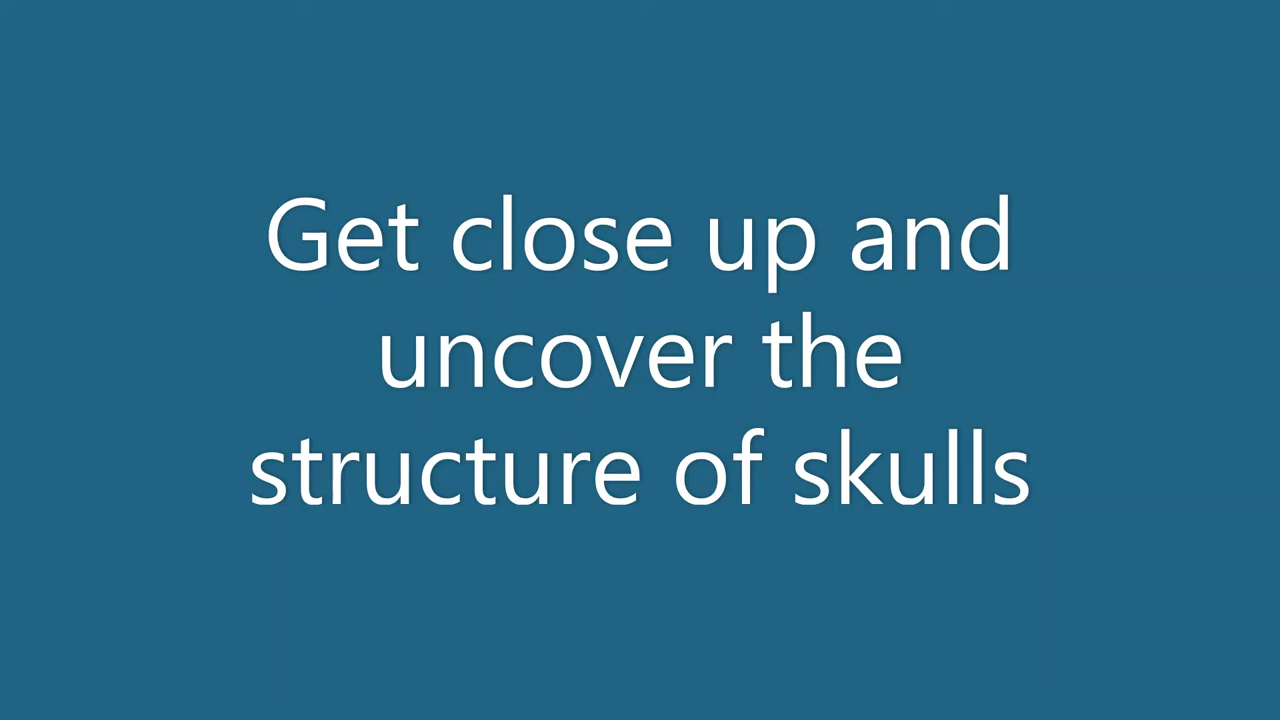 Get close up and
uncover the
structure of skulls